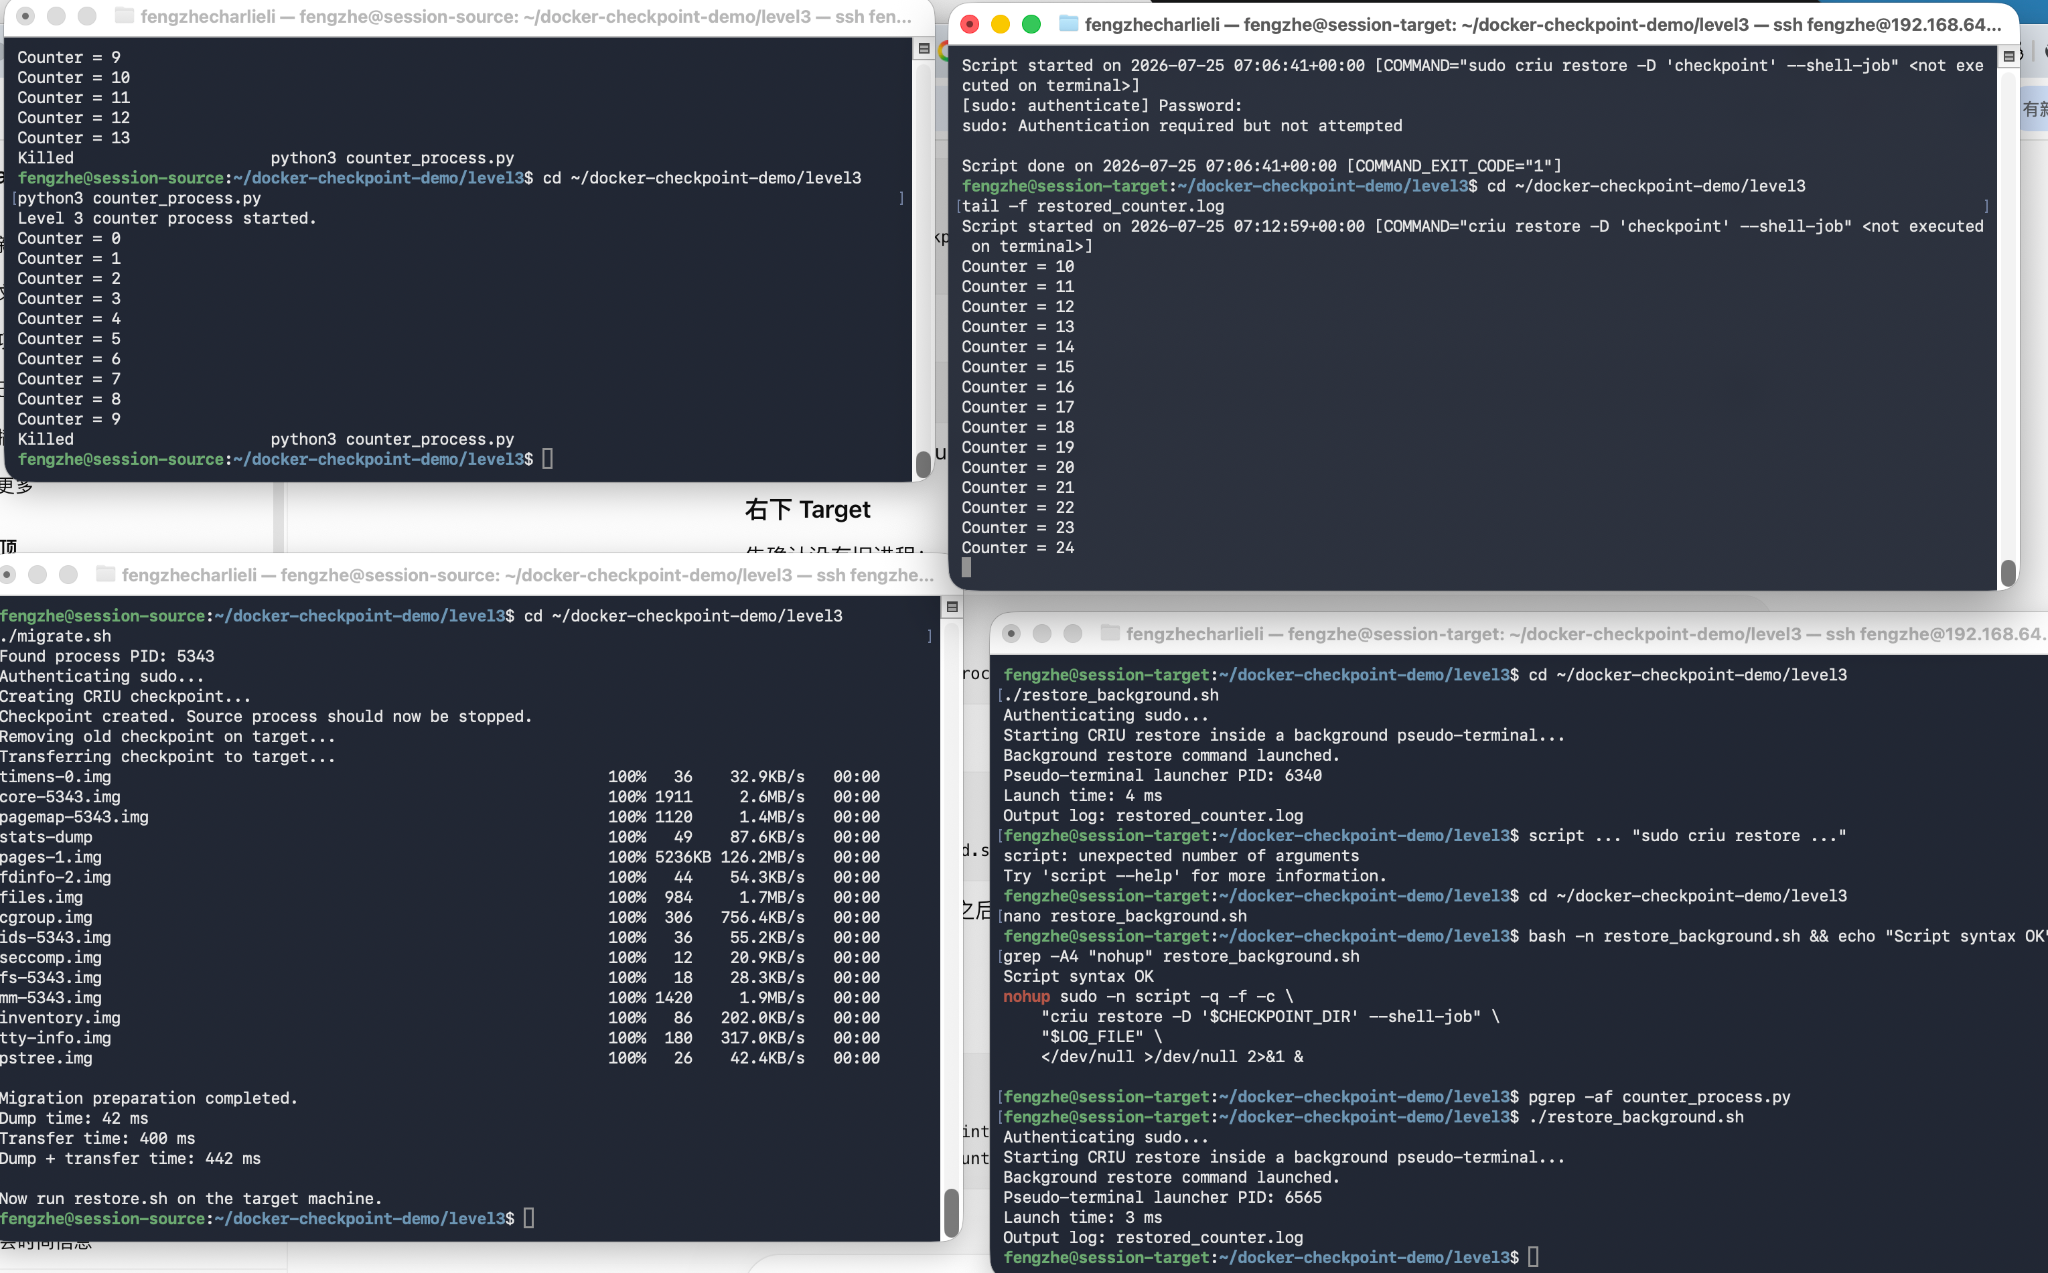 fengzhecharlieli — fengzhe@session-source: ~/docker-checkpoint-demo/level3 — ssh fen...
Counter = 9
Counter = 10
Counter = 11
Counter = 12
Counter = 13
Killed                     python3 counter_process.py
fengzhe@session-source:~/docker-checkpoint-demo/level3$ cd ~/docker-checkpoint-demo/level3
[python3 counter_process.py ]
Level 3 counter process started.
Counter = 0
Counter = 1
Counter = 2
Counter = 3
Counter = 4
Counter = 5
Counter = 6
Counter = 7
Counter = 8
Counter = 9
Killed                     python3 counter_process.py
fengzhe@session-source:~/docker-checkpoint-demo/level3$
fengzhecharlieli — fengzhe@session-target: ~/docker-checkpoint-demo/level3 — ssh fengzhe@192.168.64...
Script started on 2026-07-25 07:06:41+00:00 [COMMAND="sudo criu restore -D 'checkpoint' --shell-job" <not exe
cuted on terminal>]
[sudo: authenticate] Password:
sudo: Authentication required but not attempted
Script done on 2026-07-25 07:06:41+00:00 [COMMAND_EXIT_CODE="1"]
fengzhe@session-target:~/docker-checkpoint-demo/level3$ cd ~/docker-checkpoint-demo/level3
[tail -f restored_counter.log ]
Script started on 2026-07-25 07:12:59+00:00 [COMMAND="criu restore -D 'checkpoint' --shell-job" <not executed
on terminal>]
Counter = 10
Counter = 11
Counter = 12
Counter = 13
Counter = 14
Counter = 15
Counter = 16
Counter = 17
Counter = 18
Counter = 19
Counter = 20
Counter = 21
Counter = 22
Counter = 23
Counter = 24
有新
更多
右下 Target
fengzhecharlieli — fengzhe@session-source: ~/docker-checkpoint-demo/level3 — ssh fengzhe...
fengzhe@session-source:~/docker-checkpoint-demo/level3$ cd ~/docker-checkpoint-demo/level3
./migrate.sh ]
Found process PID: 5343
Authenticating sudo...
Creating CRIU checkpoint...
Checkpoint created. Source process should now be stopped.
Removing old checkpoint on target...
Transferring checkpoint to target...
timens-0.img 100% 36 32.9KB/s 00:00
core-5343.img 100% 1911 2.6MB/s 00:00
pagemap-5343.img 100% 1120 1.4MB/s 00:00
stats-dump 100% 49 87.6KB/s 00:00
pages-1.img 100% 5236KB 126.2MB/s 00:00
fdinfo-2.img 100% 44 54.3KB/s 00:00
files.img 100% 984 1.7MB/s 00:00
cgroup.img 100% 306 756.4KB/s 00:00
ids-5343.img 100% 36 55.2KB/s 00:00
seccomp.img 100% 12 20.9KB/s 00:00
fs-5343.img 100% 18 28.3KB/s 00:00
mm-5343.img 100% 1420 1.9MB/s 00:00
inventory.img 100% 86 202.0KB/s 00:00
tty-info.img 100% 180 317.0KB/s 00:00
pstree.img 100% 26 42.4KB/s 00:00
Migration preparation completed.
Dump time: 42 ms
Transfer time: 400 ms
Dump + transfer time: 442 ms
Now run restore.sh on the target machine.
fengzhe@session-source:~/docker-checkpoint-demo/level3$
fengzhecharlieli — fengzhe@session-target: ~/docker-checkpoint-demo/level3 — ssh fengzhe@192.168.64.
fengzhe@session-target:~/docker-checkpoint-demo/level3$ cd ~/docker-checkpoint-demo/level3
[./restore_background.sh
Authenticating sudo...
Starting CRIU restore inside a background pseudo-terminal...
Background restore command launched.
Pseudo-terminal launcher PID: 6340
Launch time: 4 ms
Output log: restored_counter.log
[fengzhe@session-target:~/docker-checkpoint-demo/level3$ script ... "sudo criu restore ..."
script: unexpected number of arguments
Try 'script --help' for more information.
fengzhe@session-target:~/docker-checkpoint-demo/level3$ cd ~/docker-checkpoint-demo/level3
[nano restore_background.sh
fengzhe@session-target:~/docker-checkpoint-demo/level3$ bash -n restore_background.sh && echo "Script syntax OK"
[grep -A4 "nohup" restore_background.sh
Script syntax OK
nohup sudo -n script -q -f -c \
    "criu restore -D '$CHECKPOINT_DIR' --shell-job" \
    "$LOG_FILE" \
    </dev/null >/dev/null 2>&1 &
[fengzhe@session-target:~/docker-checkpoint-demo/level3$ pgrep -af counter_process.py
[fengzhe@session-target:~/docker-checkpoint-demo/level3$ ./restore_background.sh
Authenticating sudo...
Starting CRIU restore inside a background pseudo-terminal...
Background restore command launched.
Pseudo-terminal launcher PID: 6565
Launch time: 3 ms
Output log: restored_counter.log
fengzhe@session-target:~/docker-checkpoint-demo/level3$